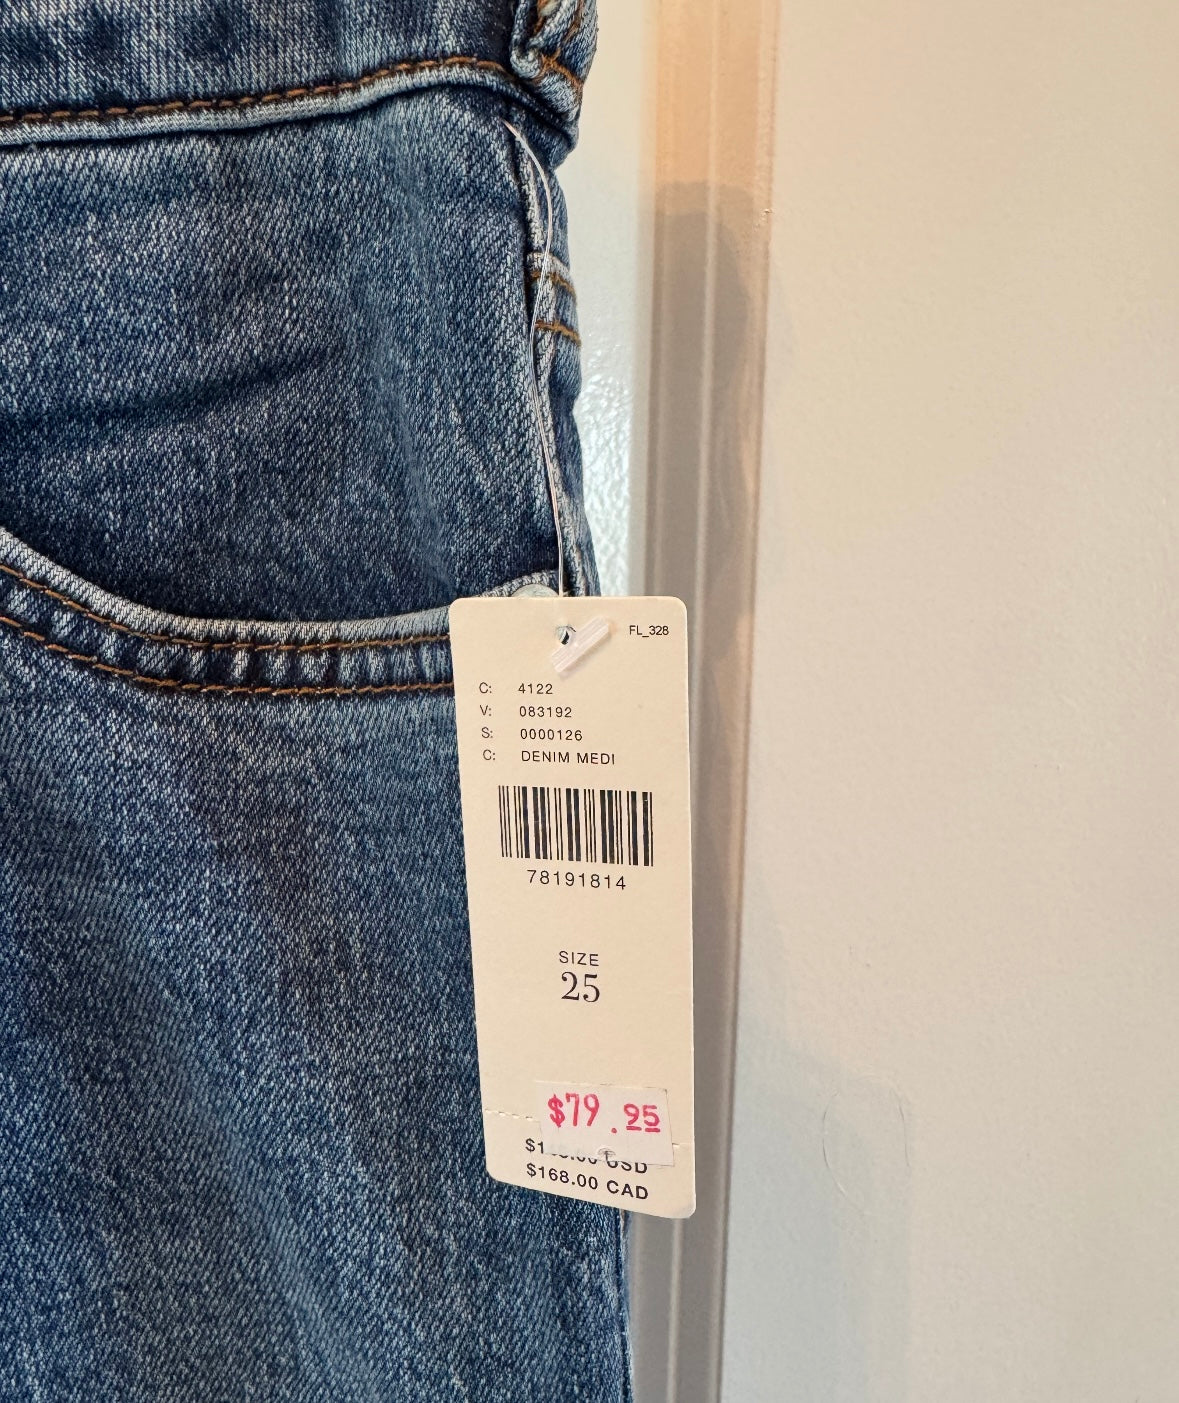 FL_328
C: 4122
V: 083192
S: 0000126
C: DENIM MEDI
78191814
SIZE
25
$79.95
USD
$168.00 CAD